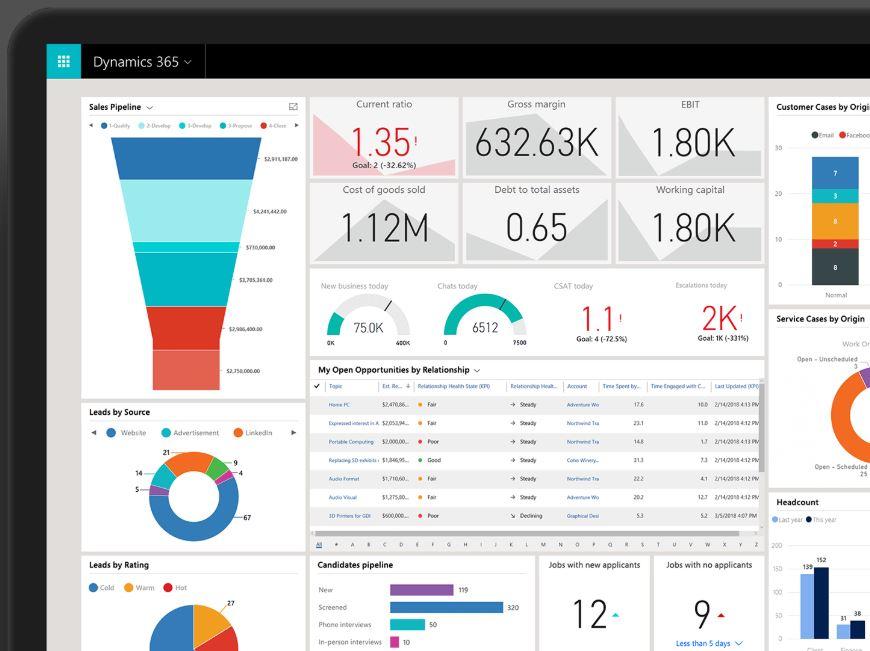 Dynamics 365
Sales Pipeline
1-Qualify 2-Develop 3-Develop 3-Propose 4-Close
$2,911,187.00
$4,241,442.00
$730,000.00
$3,705,361.00
$2,986,400.00
$2,750,000.00
Leads by Source
Website Advertisement LinkedIn
21
9
14
4
5
67
Leads by Rating
Cold Warm Hot
27
Current ratio
1.35!
Goal: 2 (-32.62%)
Gross margin
632.63K
EBIT
1.80K
Cost of goods sold
1.12M
Debt to total assets
0.65
Working capital
1.80K
New business today
75.0K
0K 400K
Chats today
6512
0 7500
CSAT today
1.1!
Goal: 4 (-72.5%)
Escalations today
2K!
Goal: 1K (-331%)
My Open Opportunities by Relationship
Topic Est. Re... Relationship Health State (KPI) Relationship Healt... Account Time Spent by... Time Engaged with C... Last Updated (KPI)
Home PC $2,470,86... Fair Steady Adventure Wo 17.6 10.0 2/14/2018 4:13 PM
Expressed interest in A $2,053,94... Fair Steady Northwind Tra 23.1 11.0 2/14/2018 4:12 PM
Portable Computing $2,000,00... Poor Steady Northwind Tra 14.8 1.7 2/14/2018 4:13 PM
Replacing SD exhibits $1,846,95... Good Steady Coho Winery... 31.3 7.3 2/14/2018 4:12 PM
Audio Format $1,710,60... Fair Steady Northwind Tra 22.2 4.1 2/14/2018 4:12 PM
Audio Visual $1,275,80... Fair Steady Adventure Wo 20.2 12.7 2/14/2018 4:12 PM
3D Printers for GDI $600,000... Poor Declining Graphical Desi 5.3 5.2 3/5/2018 4:07 PM
All # A B C D E F G H I J K L M N O P Q R S T U V W X Y Z
Candidates pipeline
New 119
Screened 320
Phone interviews 50
In-person interviews 10
Jobs with new applicants
12
Jobs with no applicants
9
Less than 5 days
Customer Cases by Origi
Email Facebook
30
20
10
0
7
3
8
2
8
Normal
Service Cases by Origin
Work Or
Open - Unscheduled
3
Open - Scheduled
25
Headcount
Last year This year
200
150
100
50
0
139
152
31
38